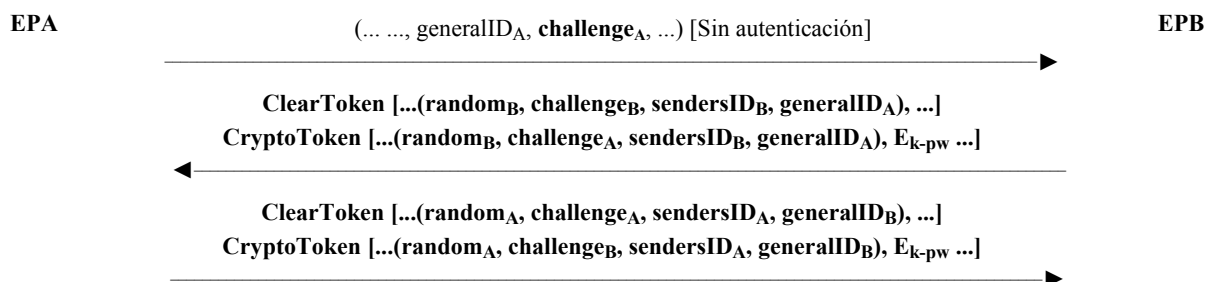 EPA (... ..., generalID_A, challenge_A, ...) [Sin autenticación] EPB
ClearToken [...(random_B, challenge_B, sendersID_B, generalID_A), ...]
CryptoToken [...(random_B, challenge_A, sendersID_B, generalID_A), E_k-pw ...]
ClearToken [...(random_A, challenge_A, sendersID_A, generalID_B), ...]
CryptoToken [...(random_A, challenge_B, sendersID_A, generalID_B), E_k-pw ...]